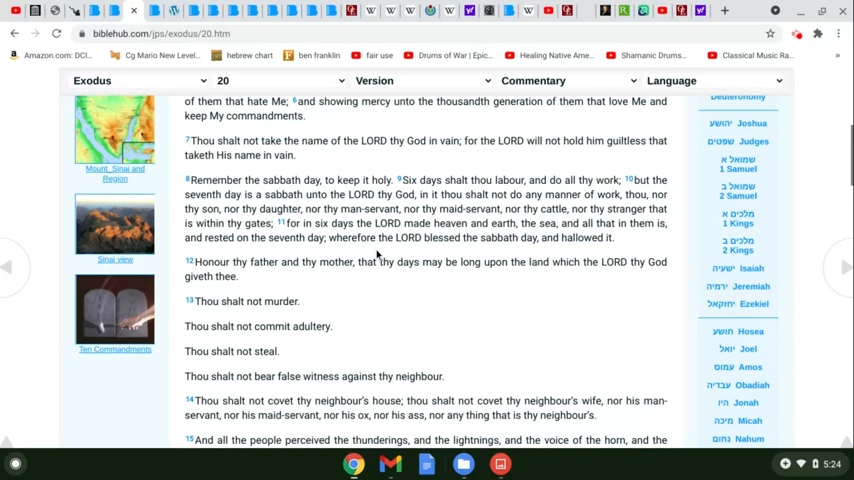 biblehub.com/jps/exodus/20.htm
Amazon.com: DCI... Cg Mario New Level... hebrew chart ben franklin fair use Drums of War | Epic... Healing Native Ame... Shamanic Drums... Classical Music Ra...
Exodus 20 Version Commentary Language
of them that hate Me; 6and showing mercy unto the thousandth generation of them that love Me and
keep My commandments.
7Thou shalt not take the name of the LORD thy God in vain; for the LORD will not hold him guiltless that
taketh His name in vain.
8Remember the sabbath day, to keep it holy. 9Six days shalt thou labour, and do all thy work; 10but the
seventh day is a sabbath unto the LORD thy God, in it thou shalt not do any manner of work, thou, nor
thy son, nor thy daughter, nor thy man-servant, nor thy maid-servant, nor thy cattle, nor thy stranger that
is within thy gates; 11for in six days the LORD made heaven and earth, the sea, and all that in them is,
and rested on the seventh day; wherefore the LORD blessed the sabbath day, and hallowed it.
12Honour thy father and thy mother, that thy days may be long upon the land which the LORD thy God
giveth thee.
13Thou shalt not murder.
Thou shalt not commit adultery.
Thou shalt not steal.
Thou shalt not bear false witness against thy neighbour.
14Thou shalt not covet thy neighbour's house; thou shalt not covet thy neighbour's wife, nor his man-
servant, nor his maid-servant, nor his ox, nor his ass, nor any thing that is thy neighbour's.
15And all the people perceived the thunderings, and the lightnings, and the voice of the horn, and the
Mount_Sinai and
Region
Sinai view
Ten Commandments
Deuteronomy
יהושע Joshua
שפטים Judges
שמואל א
1 Samuel
שמואל ב
2 Samuel
מלכים א
1 Kings
מלכים ב
2 Kings
ישעיה Isaiah
ירמיה Jeremiah
יחזקאל Ezekiel
הושע Hosea
יואל Joel
עמוס Amos
עבדיה Obadiah
יונה Jonah
מיכה Micah
נחום Nahum
5:24